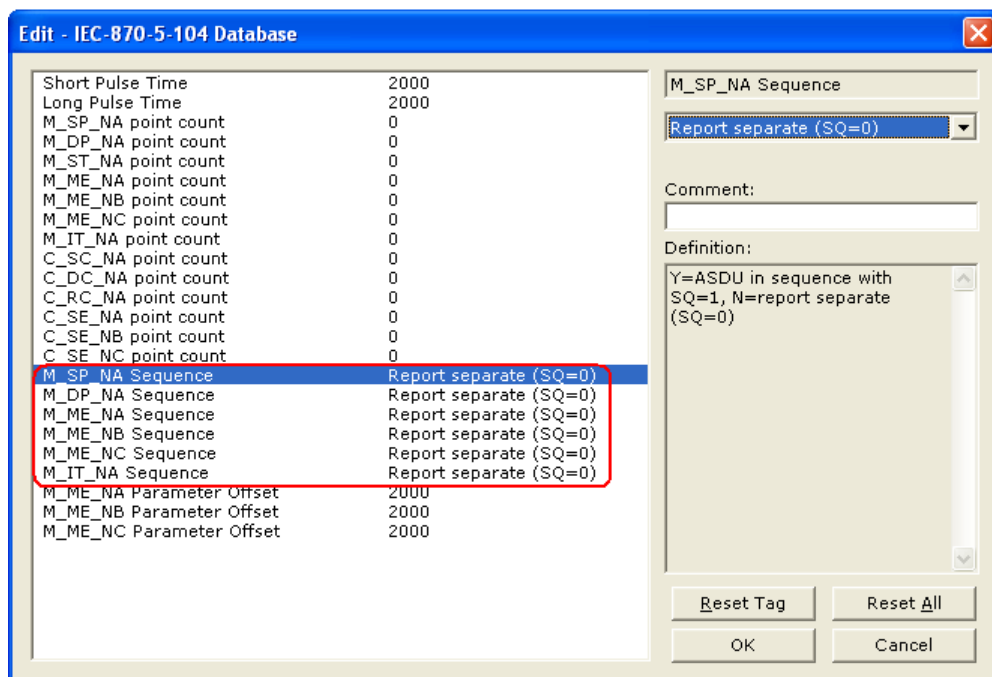 Edit - IEC-870-5-104 Database
Short Pulse Time 2000
Long Pulse Time 2000
M_SP_NA point count 0
M_DP_NA point count 0
M_ST_NA point count 0
M_ME_NA point count 0
M_ME_NB point count 0
M_ME_NC point count 0
M_IT_NA point count 0
C_SC_NA point count 0
C_DC_NA point count 0
C_RC_NA point count 0
C_SE_NA point count 0
C_SE_NB point count 0
C_SE_NC point count 0
M_SP_NA Sequence Report separate (SQ=0)
M_DP_NA Sequence Report separate (SQ=0)
M_ME_NA Sequence Report separate (SQ=0)
M_ME_NB Sequence Report separate (SQ=0)
M_ME_NC Sequence Report separate (SQ=0)
M_IT_NA Sequence Report separate (SQ=0)
M_ME_NA Parameter Offset 2000
M_ME_NB Parameter Offset 2000
M_ME_NC Parameter Offset 2000
M_SP_NA Sequence
Report separate (SQ=0)
Comment:
Definition:
Y=ASDU in sequence with
SQ=1, N=report separate
(SQ=0)
Reset Tag Reset All
OK Cancel